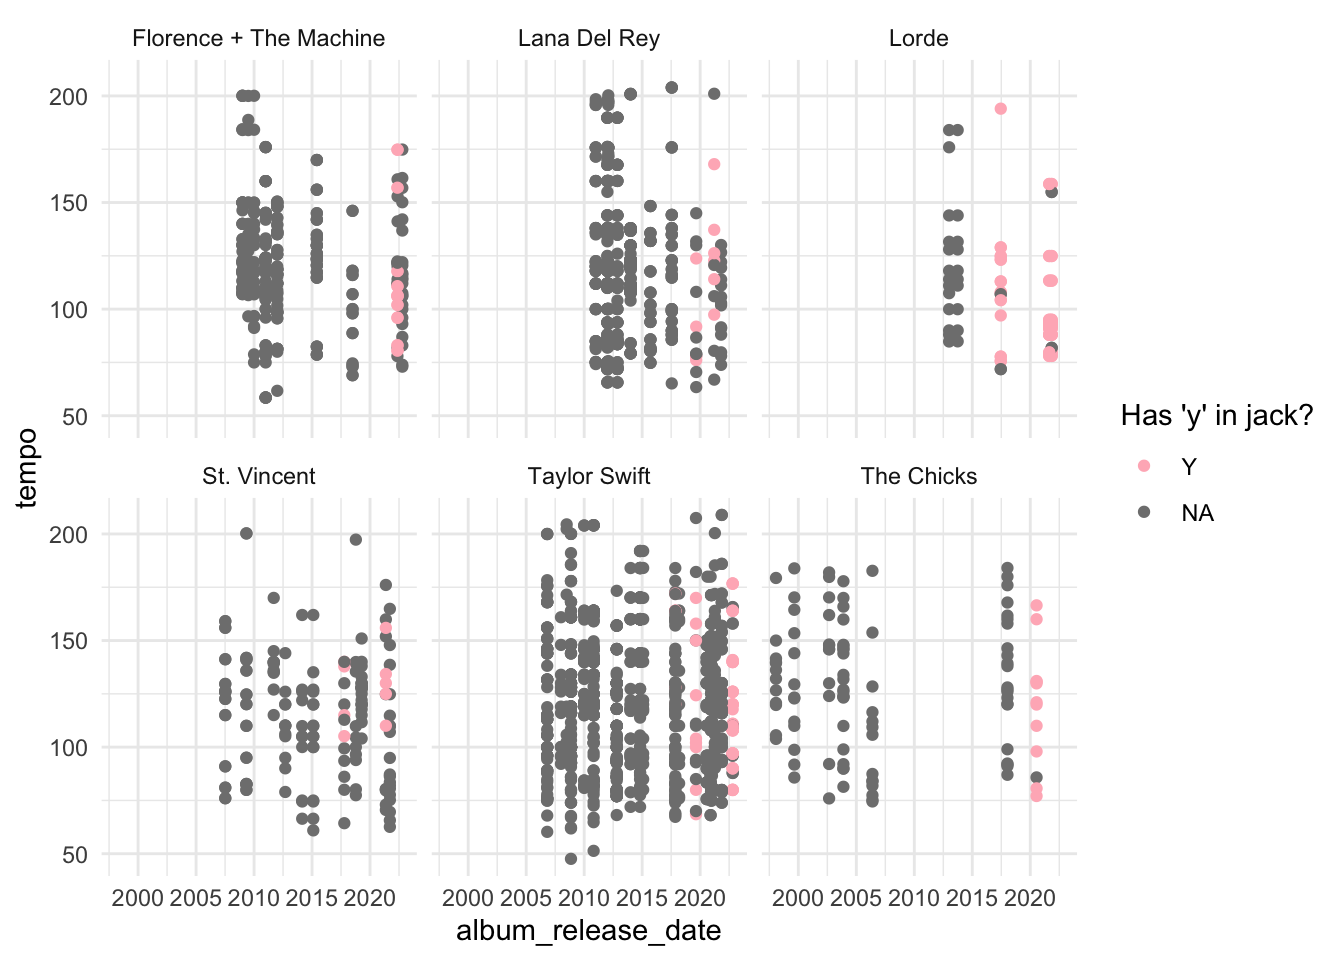 Florence + The Machine
Lana Del Rey
Lorde
200
150
100
50
St. Vincent
Taylor Swift
The Chicks
200
150
100
50
tempo
2000 2005 2010 2015 2020
2000 2005 2010 2015 2020
2000 2005 2010 2015 2020
album_release_date
Has 'y' in jack?
Y
NA